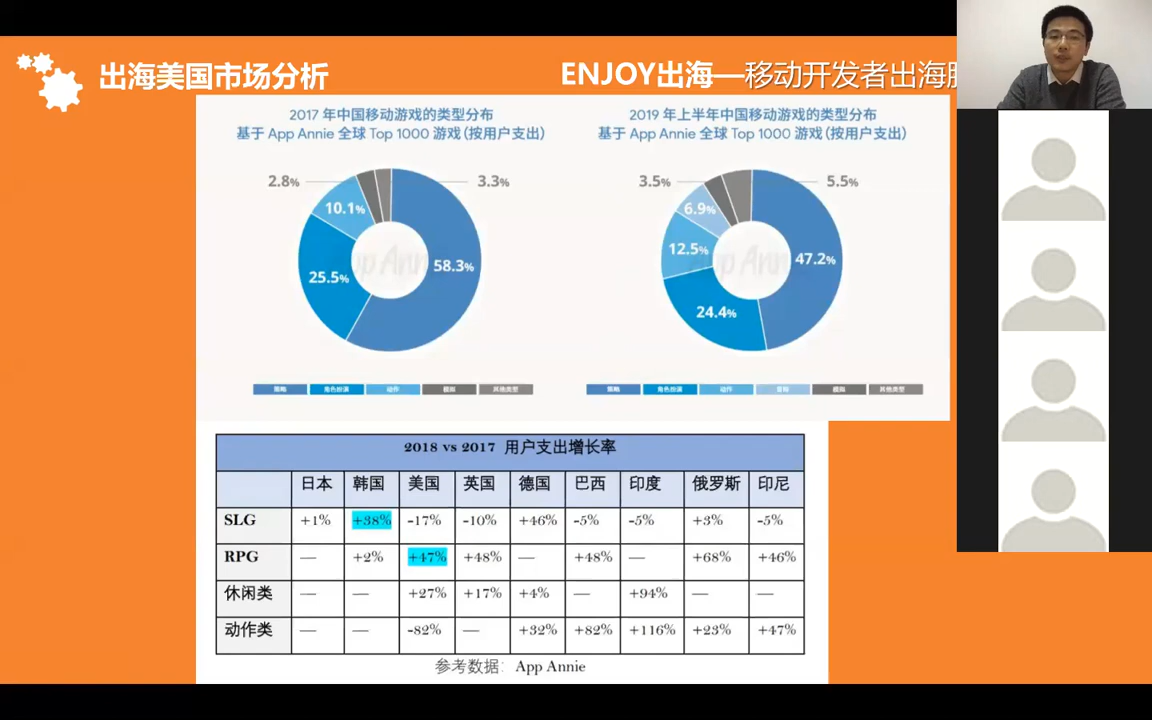 出海美国市场分析
ENJOY出海—移动开发者出海
2017 年中国移动游戏的类型分布
基于 App Annie 全球 Top 1000 游戏(按用户支出)
2.8%
3.3%
10.1%
25.5%
58.3%
策略 角色扮演 动作 模拟 其他类型
2019 年上半年中国移动游戏的类型分布
基于 App Annie 全球 Top 1000 游戏(按用户支出)
3.5%
5.5%
6.9%
12.5%
47.2%
24.4%
策略 角色扮演 动作 模拟 其他类型
2018 vs 2017 用户支出增长率
日本 韩国 美国 英国 德国 巴西 印度 俄罗斯 印尼
SLG +1% +38% -17% -10% +46% -5% -5% +3% -5%
RPG — +2% +47% +48% — +48% — +68% +46%
休闲类 — — +27% +17% +4% — +94% — —
动作类 — — -82% — +32% +82% +116% +23% +47%
参考数据: App Annie